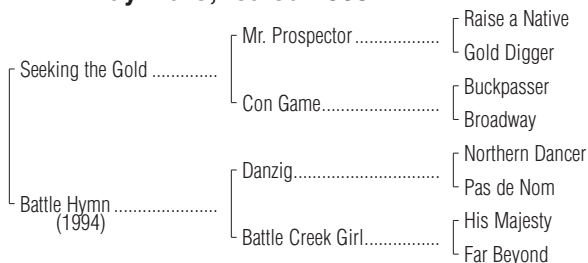 Raise a Native
Mr. Prospector ..................
Gold Digger
Seeking the Gold ..............
Buckpasser
Con Game.........................
Broadway
Northern Dancer
Danzig...............................
Pas de Nom
Battle Hymn ......................
(1994)
His Majesty
Battle Creek Girl................
Far Beyond